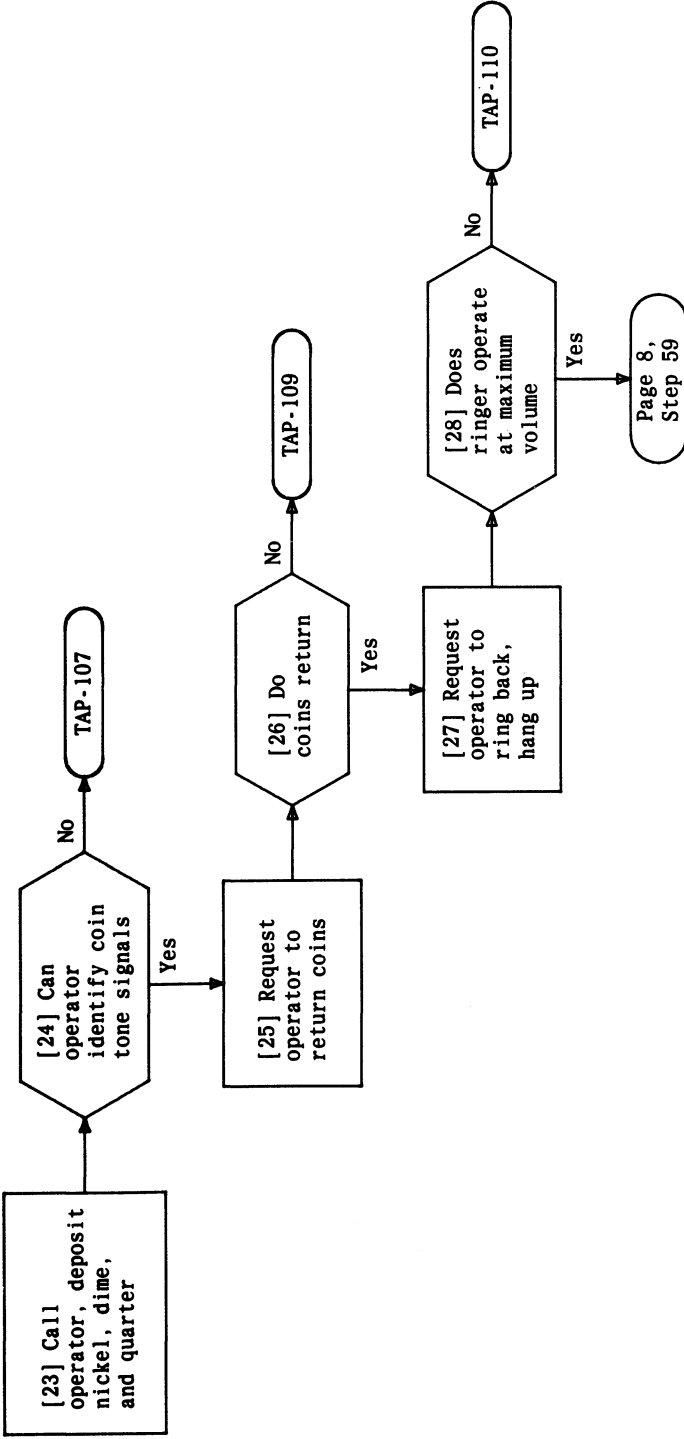 [23] Call
operator, deposit
nickel, dime,
and quarter
[24] Can
operator
identify coin
tone signals
No
TAP-107
Yes
[25] Request
operator to
return coins
[26] Do
coins return
No
TAP-109
Yes
[27] Request
operator to
ring back,
hang up
[28] Does
ringer operate
at maximum
volume
No
TAP-110
Yes
Page 8,
Step 59